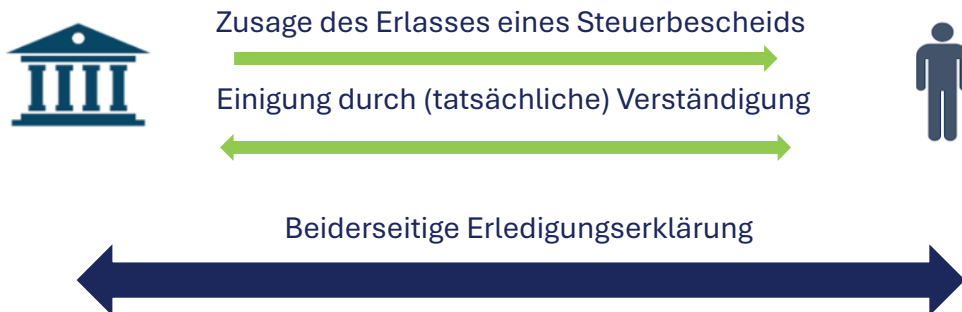 Zusage des Erlasses eines Steuerbescheids
Einigung durch (tatsächliche) Verständigung
Beiderseitige Erledigungserklärung